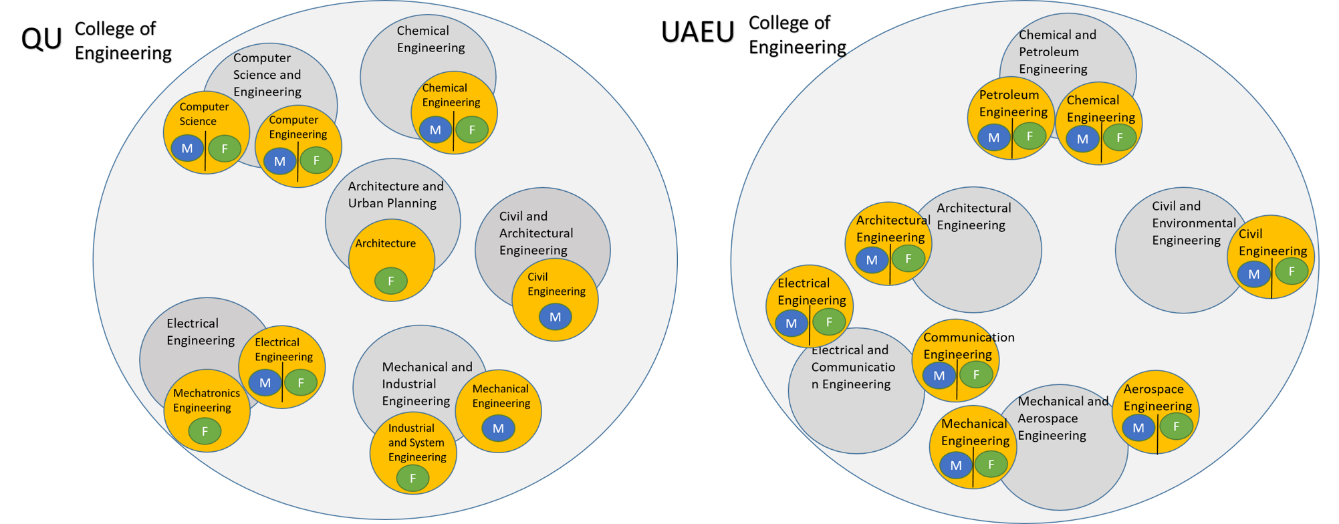 QU
College of
Engineering
Computer
Science and
Engineering
Computer
Science
M
F
Computer
Engineering
M
F
Chemical
Engineering
Chemical
Engineering
M
F
Architecture and
Urban Planning
Architecture
F
Civil and
Architectural
Engineering
Civil
Engineering
M
Electrical
Engineering
Electrical
Engineering
M
F
Mechatronics
Engineering
F
Mechanical and
Industrial
Engineering
Mechanical
Engineering
M
Industrial
and System
Engineering
F
UAEU
College of
Engineering
Chemical and
Petroleum
Engineering
Petroleum
Engineering
M
F
Chemical
Engineering
M
F
Architectural
Engineering
Architectural
Engineering
M
F
Civil and
Environmental
Engineering
Civil
Engineering
M
F
Electrical
Engineering
M
F
Electrical and
Communicatio
n Engineering
Communication
Engineering
M
F
Mechanical and
Aerospace
Engineering
Aerospace
Engineering
M
F
Mechanical
Engineering
M
F